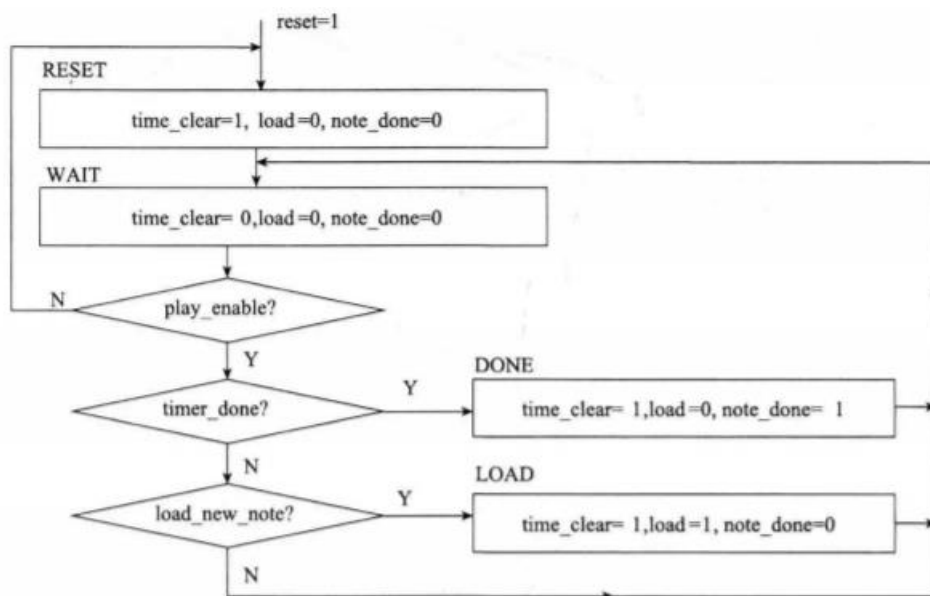 reset=1
RESET
time_clear=1, load=0, note_done=0
WAIT
time_clear= 0,load=0, note_done=0
N
play_enable?
Y
DONE
timer_done?
Y
time_clear= 1,load=0, note_done= 1
N
LOAD
load_new_note?
Y
time_clear= 1,load=1, note_done=0
N